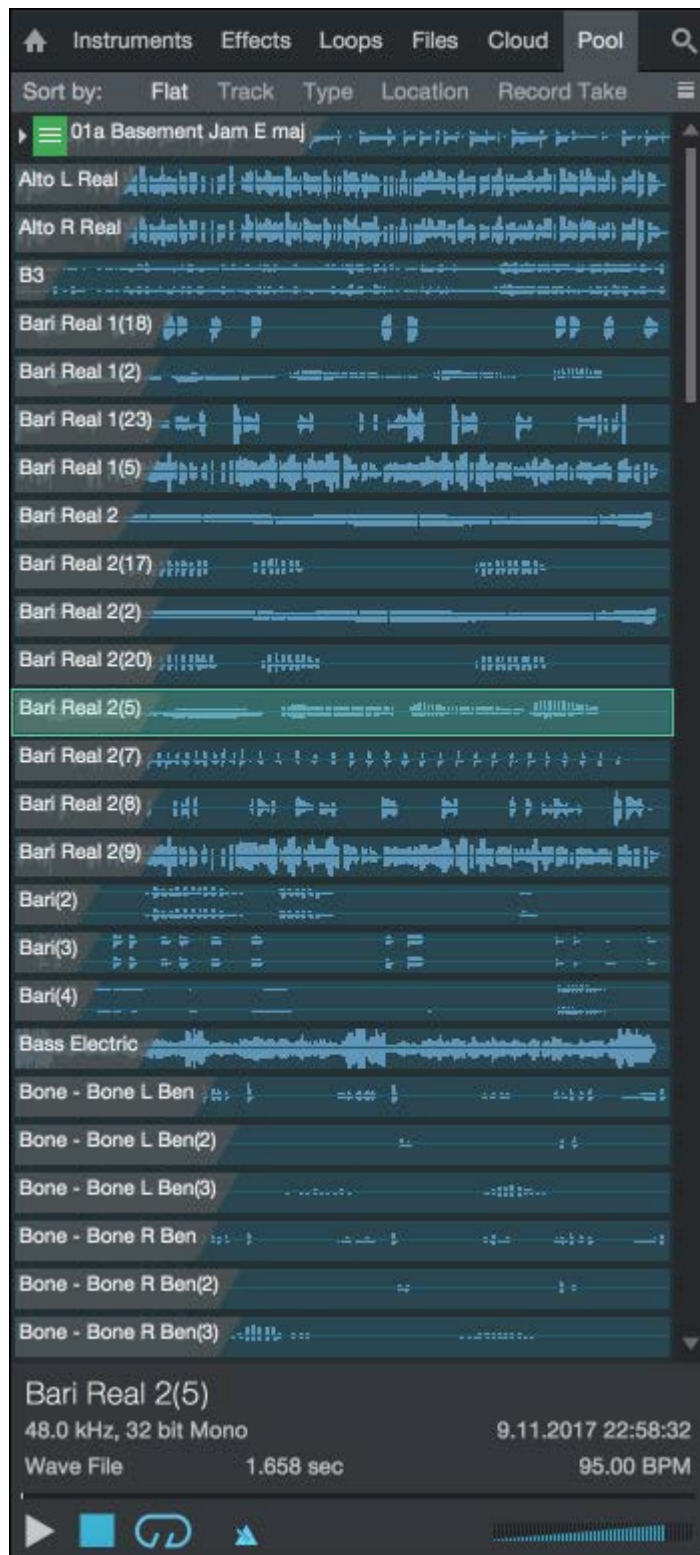 Instruments Effects Loops Files Cloud Pool
Sort by: Flat Track Type Location Record Take
01a Basement Jam E maj
Alto L Real
Alto R Real
B3
Bari Real 1(18)
Bari Real 1(2)
Bari Real 1(23)
Bari Real 1(5)
Bari Real 2
Bari Real 2(17)
Bari Real 2(2)
Bari Real 2(20)
Bari Real 2(5)
Bari Real 2(7)
Bari Real 2(8)
Bari Real 2(9)
Bari(2)
Bari(3)
Bari(4)
Bass Electric
Bone - Bone L Ben
Bone - Bone L Ben(2)
Bone - Bone L Ben(3)
Bone - Bone R Ben
Bone - Bone R Ben(2)
Bone - Bone R Ben(3)
Bari Real 2(5)
48.0 kHz, 32 bit Mono 9.11.2017 22:58:32
Wave File 1.658 sec 95.00 BPM